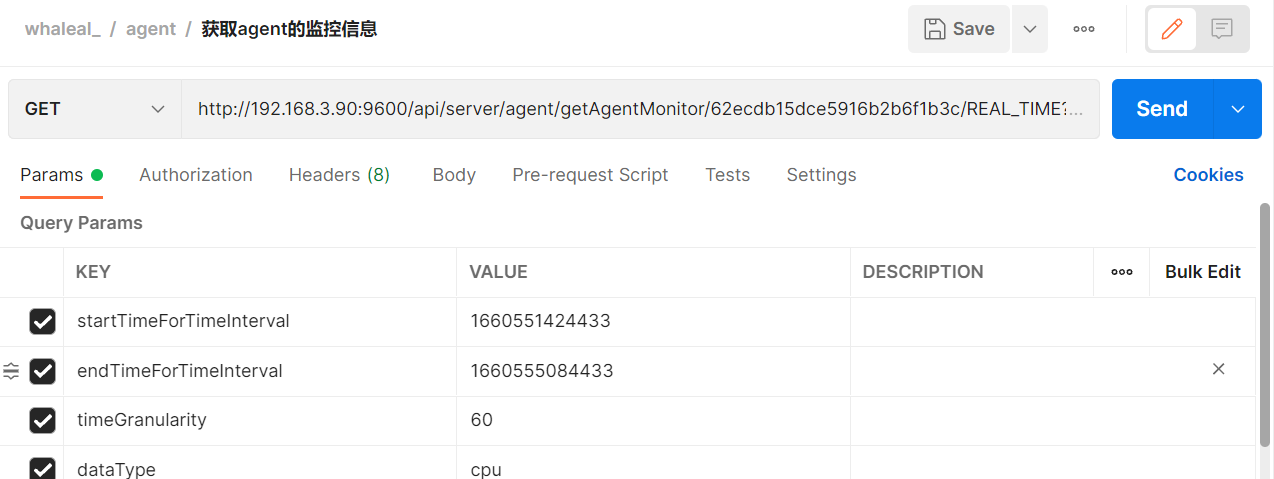 whaleal_ / agent / 获取agent的监控信息 Save
GET http://192.168.3.90:9600/api/server/agent/getAgentMonitor/62ecdb15dce5916b2b6f1b3c/REAL_TIME?... Send
Params Authorization Headers (8) Body Pre-request Script Tests Settings Cookies
Query Params
KEY VALUE DESCRIPTION Bulk Edit
startTimeForTimeInterval 1660551424433
endTimeForTimeInterval 1660555084433
timeGranularity 60
dataType cpu